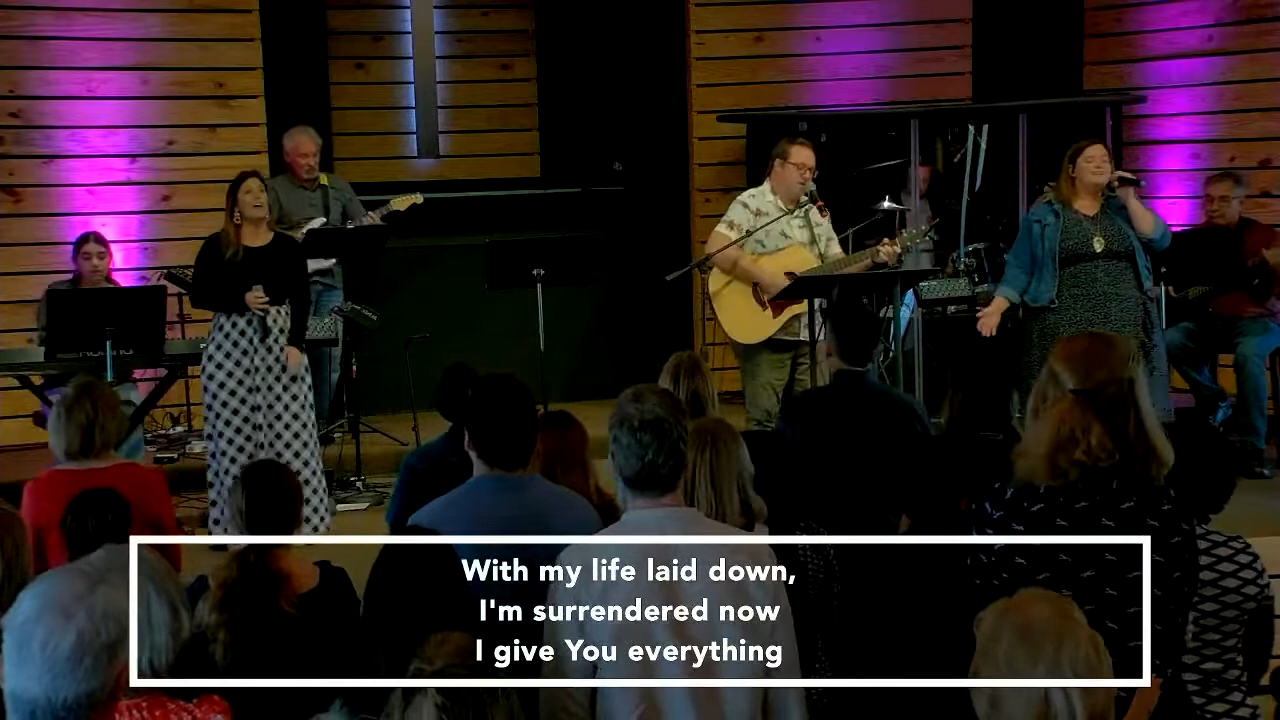 With my life laid down,
I'm surrendered now
I give You everything